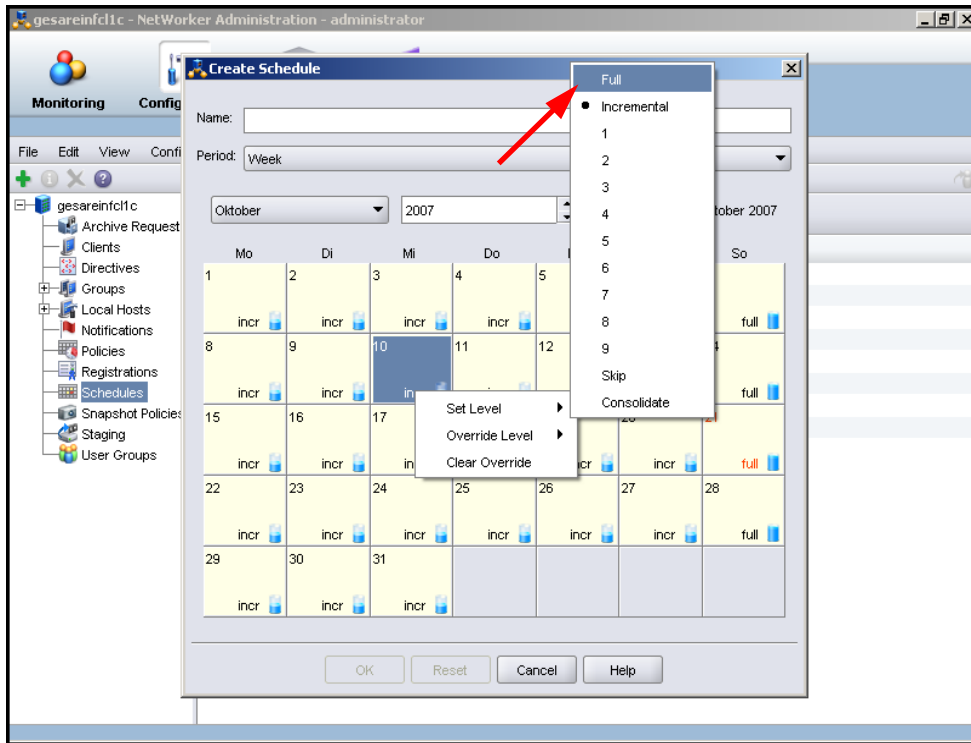 gesareinfcl1c - NetWorker Administration - administrator
Monitoring
Config
File Edit View Confi
gesareinfcl1c
Archive Request
Clients
Directives
Groups
Local Hosts
Notifications
Policies
Registrations
Schedules
Snapshot Policies
Staging
User Groups
Create Schedule
Name:
Period: Week
Oktober 2007 tober 2007
Mo Di Mi Do So
1 2 3 4 5
incr incr incr incr full
8 9 10 11 12
incr incr in full
15 16 17 21
incr incr in cr incr full
22 23 24 25 26 27 28
incr incr incr incr incr incr full
29 30 31
incr incr incr
Set Level
Override Level
Clear Override
Full
Incremental
1
2
3
4
5
6
7
8
9
Skip
Consolidate
OK Reset Cancel Help